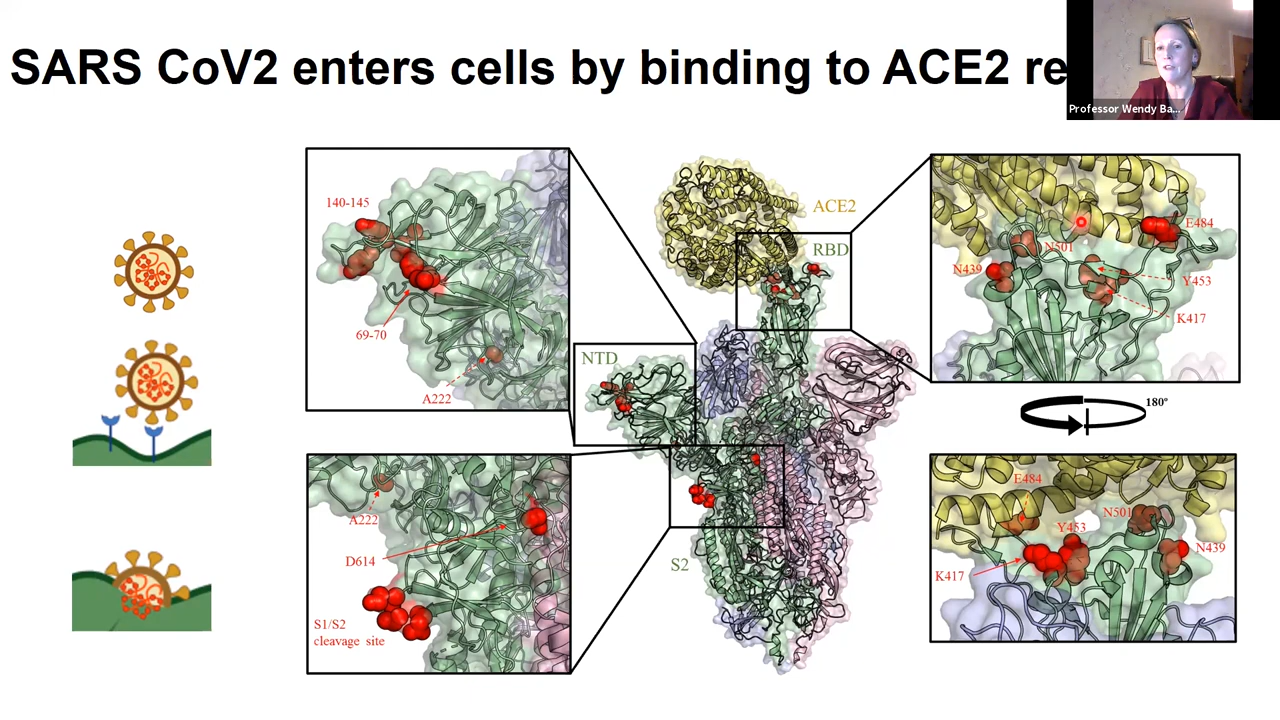 SARS CoV2 enters cells by binding to ACE2 re
Professor Wendy Ba...
140-145
69-70
A222
NTD
ACE2
RBD
E484
N501
N439
Y453
K417
180°
A222
D614
S1/S2
cleavage site
S2
E484
N501
Y453
N439
K417